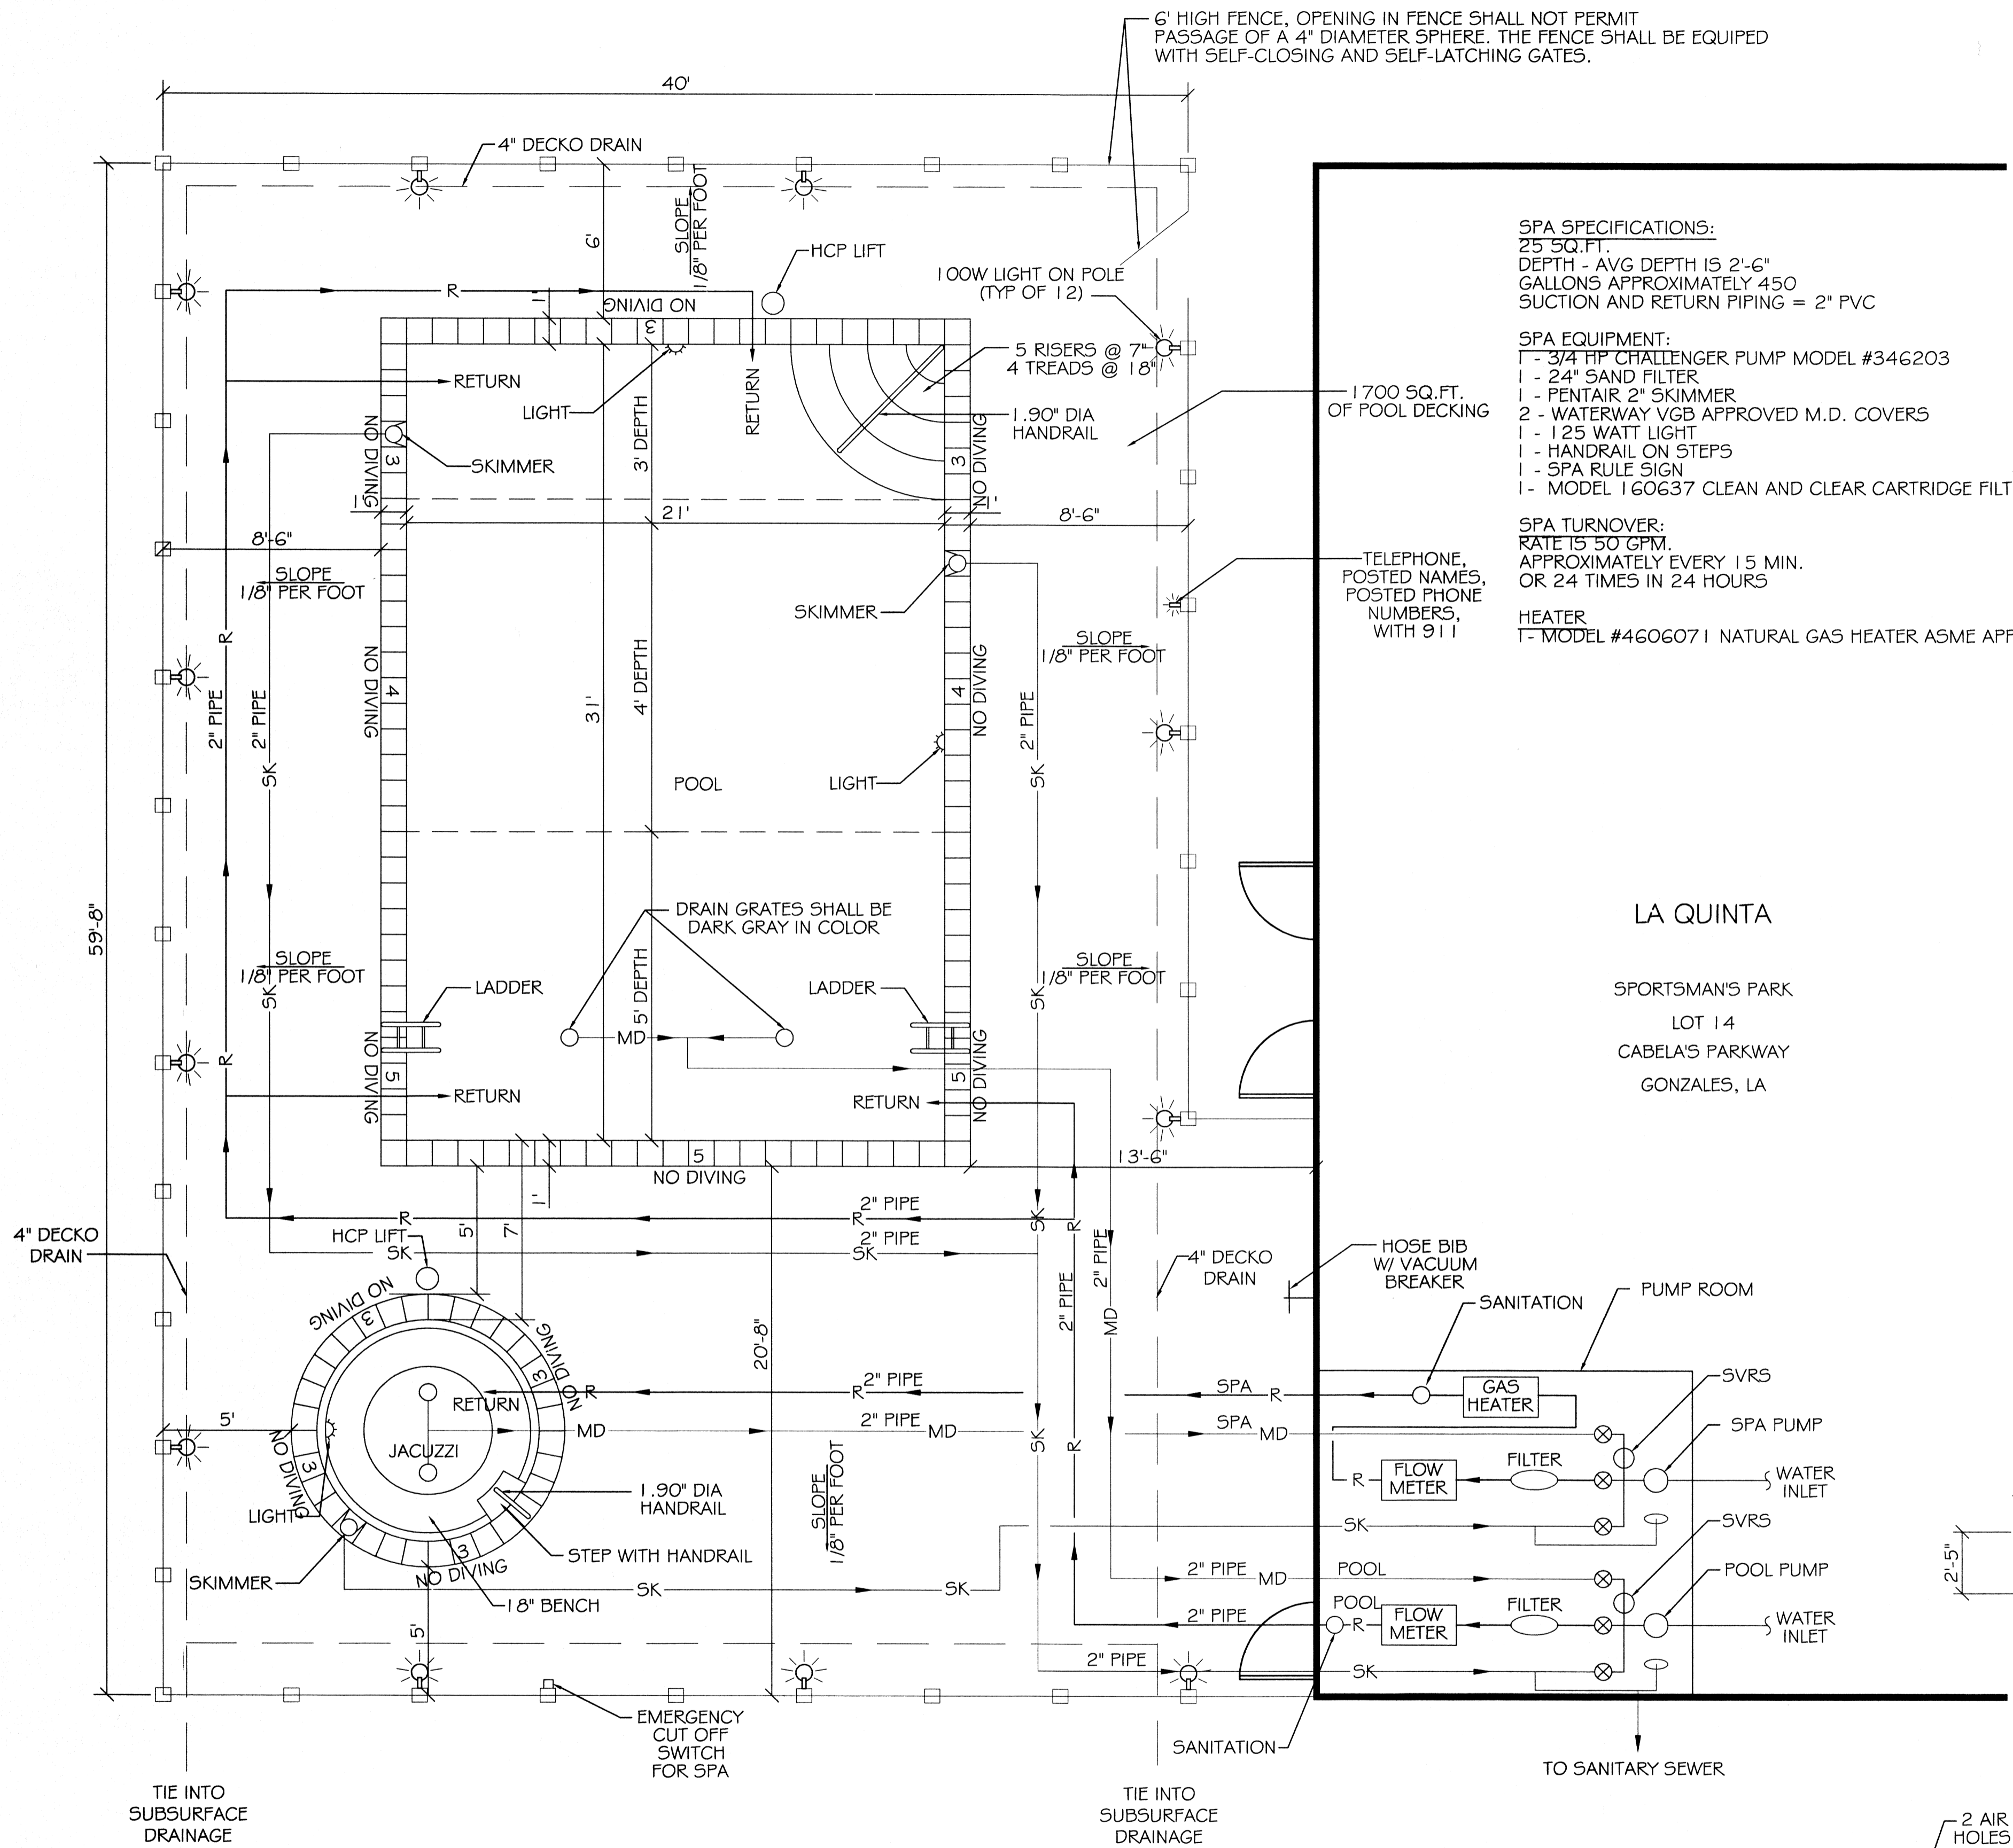 6' HIGH FENCE, OPENING IN FENCE SHALL NOT PERMIT
PASSAGE OF A 4" DIAMETER SPHERE. THE FENCE SHALL BE EQUIPED
WITH SELF-CLOSING AND SELF-LATCHING GATES.
40'
4" DECKO DRAIN
SLOPE
1/8" PER FOOT
6'
HCP LIFT
100W LIGHT ON POLE
(TYP OF 12)
R
1'
NO DIVING
3
5 RISERS @ 7"
4 TREADS @ 18"
RETURN
LIGHT
RETURN
3' DEPTH
1.90" DIA
HANDRAIL
1700 SQ.FT.
OF POOL DECKING
NO DIVING
3
SKIMMER
3
NO DIVING
1'
21'
1'
8'-6"
8'-6"
SLOPE
1/8" PER FOOT
SKIMMER
TELEPHONE,
POSTED NAMES,
POSTED PHONE
NUMBERS,
WITH 911
SLOPE
1/8" PER FOOT
R
2" PIPE
2" PIPE
SK
NO DIVING
4
31'
4' DEPTH
4
NO DIVING
2" PIPE
SK
POOL
LIGHT
59'-8"
DRAIN GRATES SHALL BE
DARK GRAY IN COLOR
SLOPE
1/8" PER FOOT
SK
LADDER
5' DEPTH
LADDER
SK
SLOPE
1/8" PER FOOT
MD
R
NO DIVING
5
RETURN
RETURN
5
NO DIVING
5
NO DIVING
13'-6"
1'
5'
7'
R
2" PIPE
R
SK
R
HCP LIFT
SK
2" PIPE
SK
4" DECKO
DRAIN
2" PIPE
2" PIPE
MD
4" DECKO
DRAIN
HOSE BIB
W/ VACUUM
BREAKER
SANITATION
PUMP ROOM
NO DIVING
3
NO DIVING
3
NO DIVING
20'-8"
RETURN
R
2" PIPE
R
SPA
R
GAS
HEATER
SVRS
5'
JACUZZI
MD
2" PIPE
MD
SK
R
SPA
MD
SPA PUMP
NO DIVING
3
LIGHT
1.90" DIA
HANDRAIL
SLOPE
1/8" PER FOOT
R
FLOW
METER
FILTER
WATER
INLET
SK
SVRS
3
NO DIVING
STEP WITH HANDRAIL
SKIMMER
18" BENCH
SK
SK
2" PIPE
MD
POOL
POOL PUMP
5'
2" PIPE
POOL
R
FLOW
METER
FILTER
WATER
INLET
2" PIPE
SK
EMERGENCY
CUT OFF
SWITCH
FOR SPA
SANITATION
TO SANITARY SEWER
TIE INTO
SUBSURFACE
DRAINAGE
TIE INTO
SUBSURFACE
DRAINAGE
SPA SPECIFICATIONS:
25 SQ.FT.
DEPTH - AVG DEPTH IS 2'-6"
GALLONS APPROXIMATELY 450
SUCTION AND RETURN PIPING = 2" PVC
SPA EQUIPMENT:
1 - 3/4 HP CHALLENGER PUMP MODEL #346203
1 - 24" SAND FILTER
1 - PENTAIR 2" SKIMMER
2 - WATERWAY VGB APPROVED M.D. COVERS
1 - 125 WATT LIGHT
1 - HANDRAIL ON STEPS
1 - SPA RULE SIGN
1 - MODEL 160637 CLEAN AND CLEAR CARTRIDGE FILT
SPA TURNOVER:
RATE IS 50 GPM.
APPROXIMATELY EVERY 15 MIN.
OR 24 TIMES IN 24 HOURS
HEATER
1 - MODEL #4606071 NATURAL GAS HEATER ASME
LA QUINTA
SPORTSMAN'S PARK
LOT 14
CABELA'S PARKWAY
GONZALES, LA
2'-5"
2 AIR
HOLES